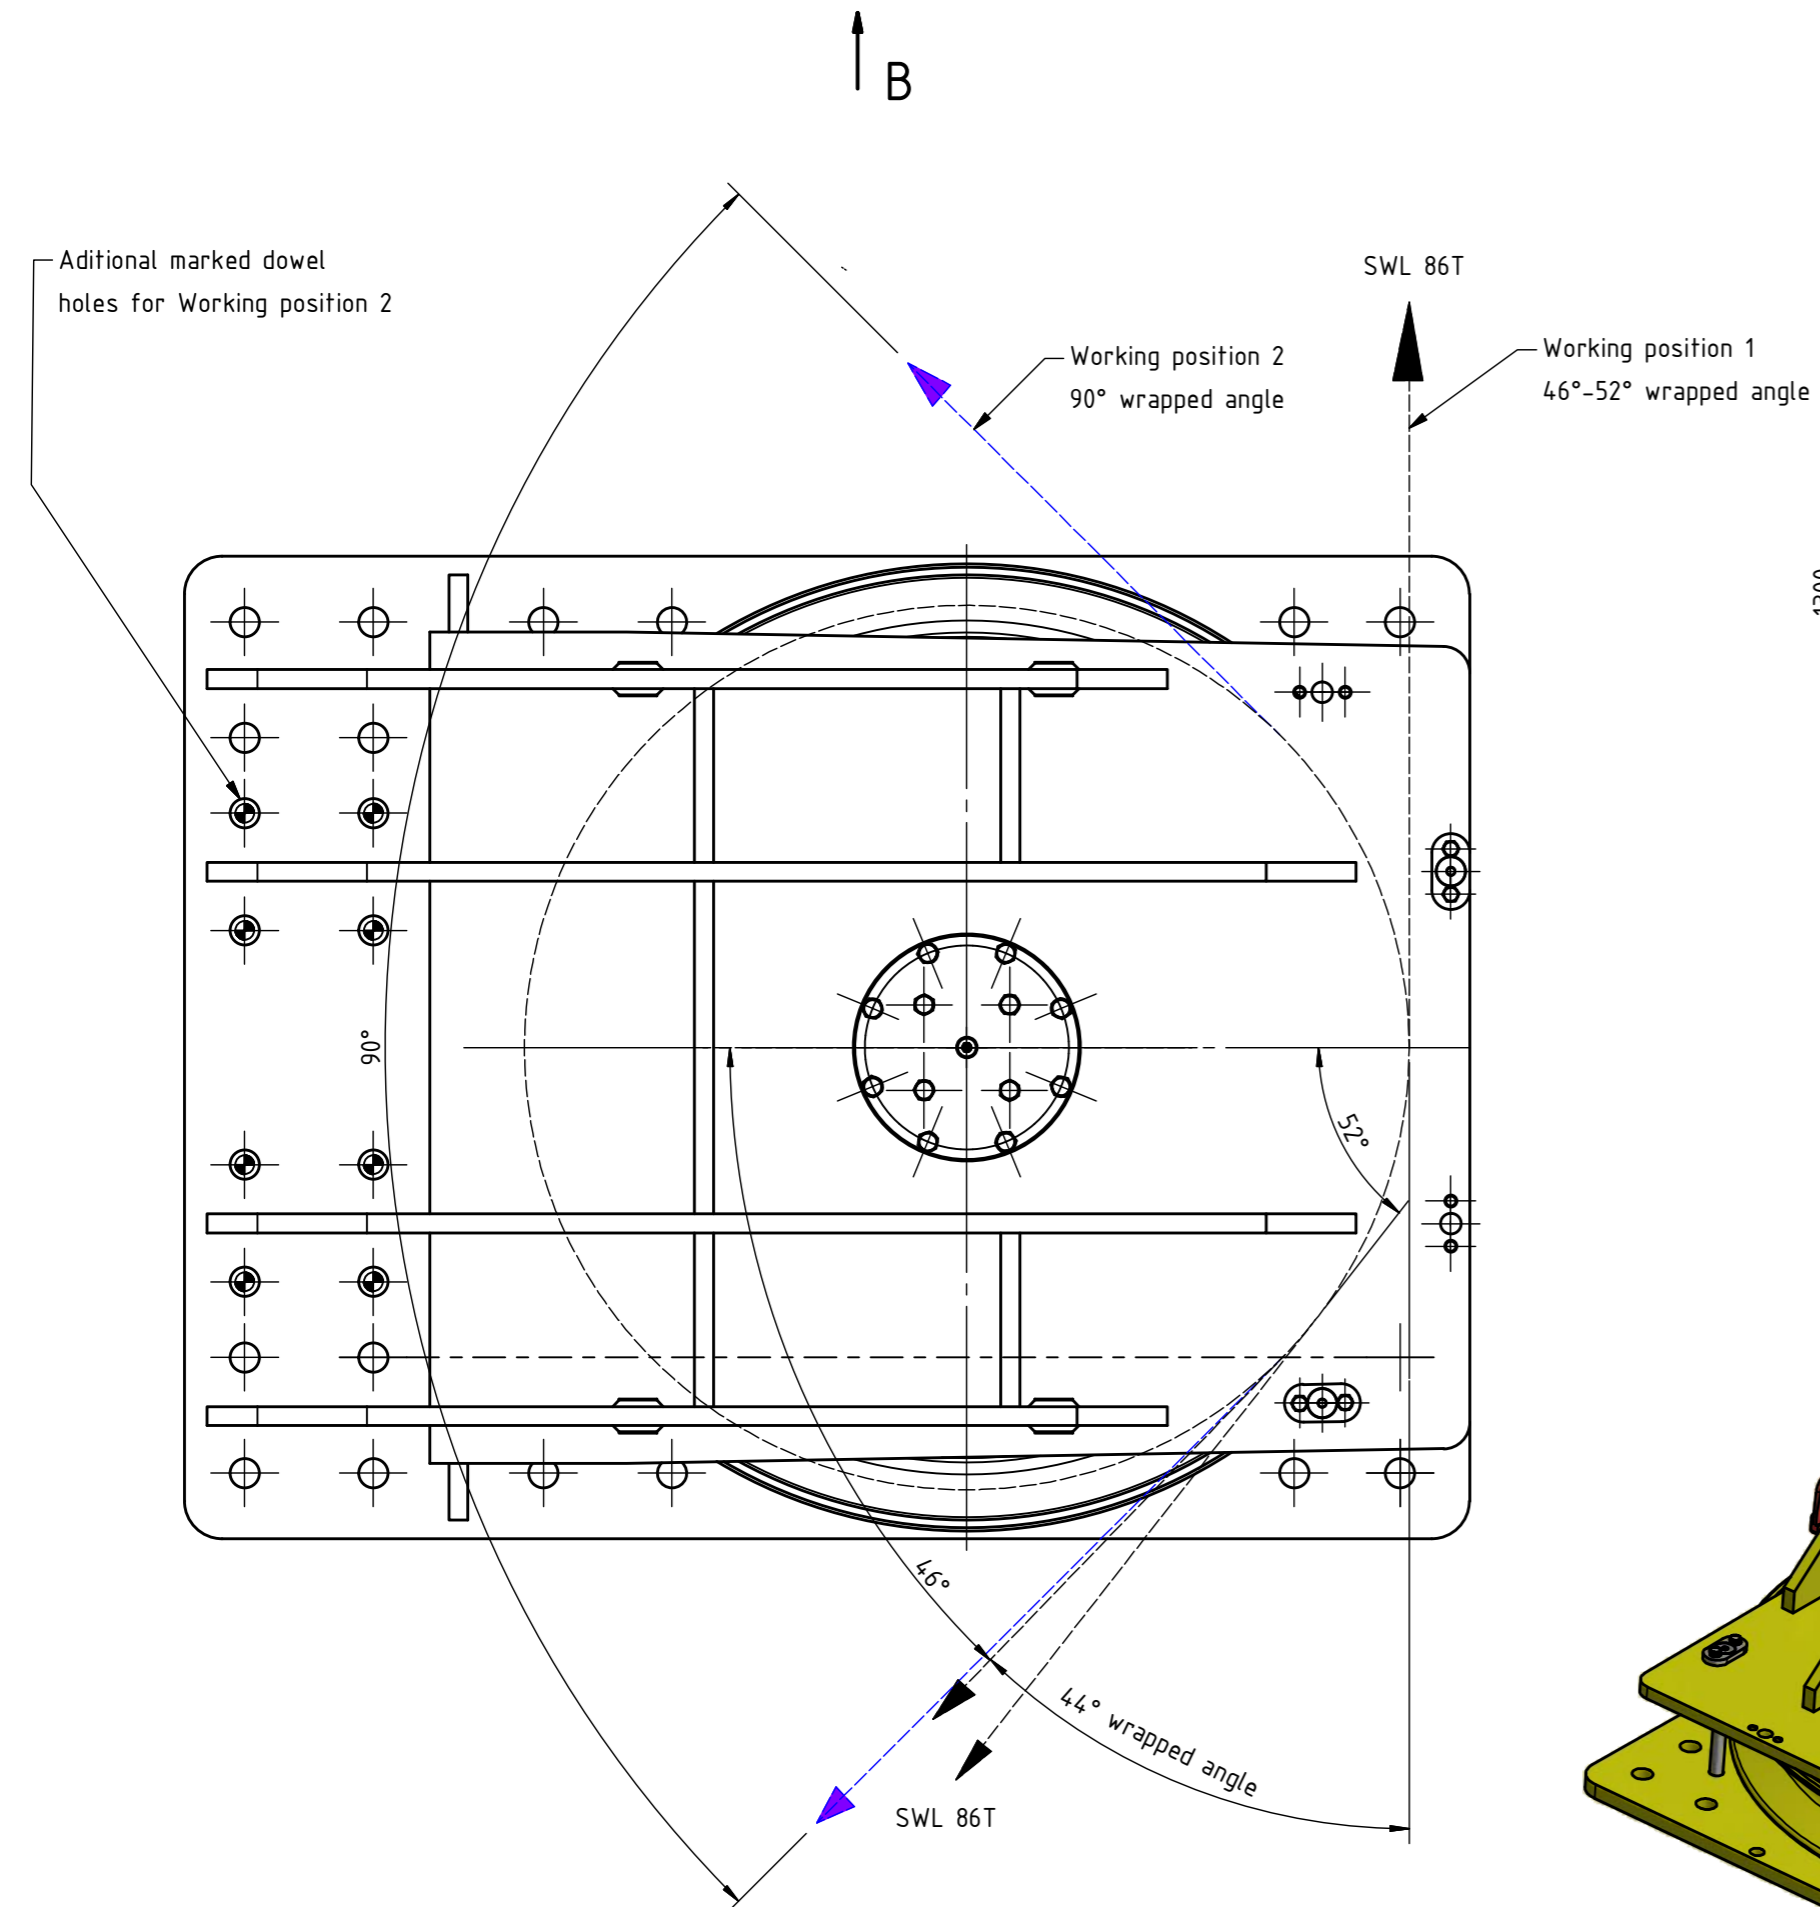 B
Aditional marked dowel
holes for Working position 2
SWL 86T
Working position 2
90° wrapped angle
Working position 1
46°-52° wrapped angle
90°
52°
46°
44° wrapped angle
SWL 86T